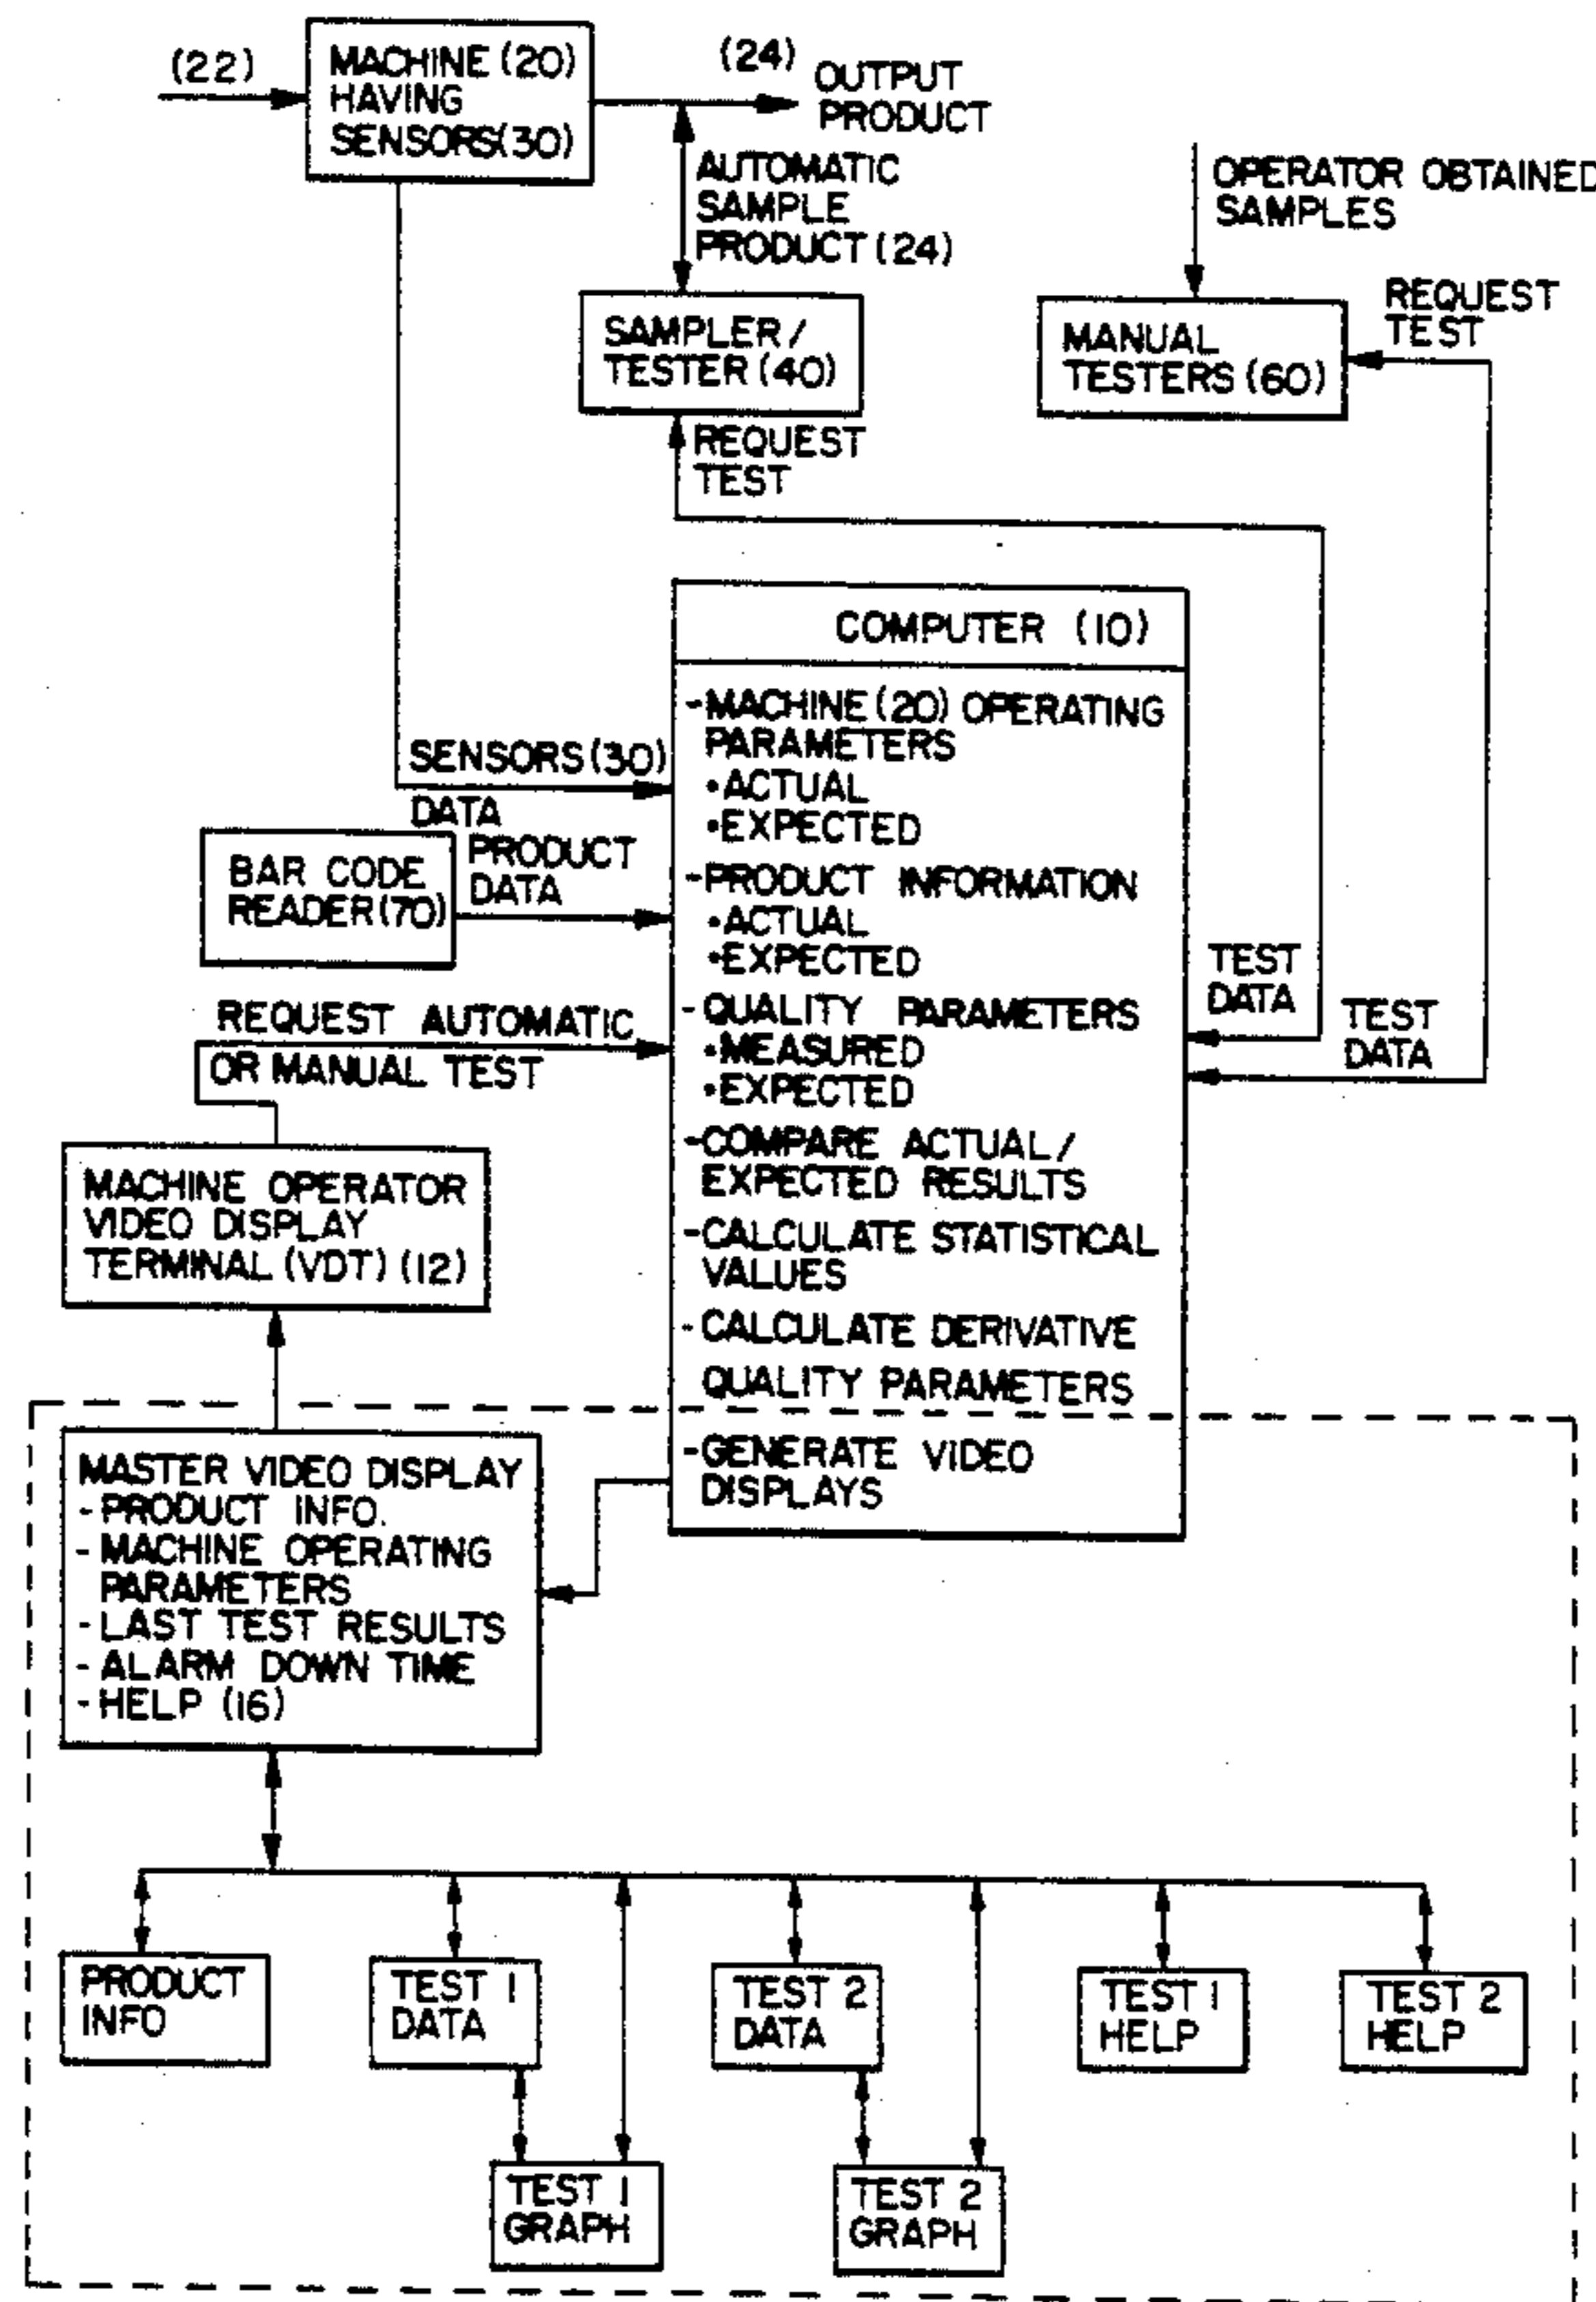 (22)
MACHINE (20)
HAVING
SENSORS(30)
(24)
OUTPUT
PRODUCT
AUTOMATIC
SAMPLE
PRODUCT (24)
OPERATOR OBTAINED
SAMPLES
SAMPLER/
TESTER (40)
MANUAL
TESTERS (60)
REQUEST
TEST
REQUEST
TEST
COMPUTER (10)
-MACHINE (20) OPERATING
PARAMETERS
•ACTUAL
•EXPECTED
-PRODUCT INFORMATION
•ACTUAL
•EXPECTED
-QUALITY PARAMETERS
•MEASURED
•EXPECTED
-COMPARE ACTUAL/
EXPECTED RESULTS
-CALCULATE STATISTICAL
VALUES
-CALCULATE DERIVATIVE
QUALITY PARAMETERS
-GENERATE VIDEO
DISPLAYS
SENSORS (30)
DATA
BAR CODE
READER (70)
PRODUCT
DATA
REQUEST AUTOMATIC
OR MANUAL TEST
TEST
DATA
TEST
DATA
MACHINE OPERATOR
VIDEO DISPLAY
TERMINAL (VDT) (12)
MASTER VIDEO DISPLAY
-PRODUCT INFO.
-MACHINE OPERATING
PARAMETERS
-LAST TEST RESULTS
-ALARM DOWN TIME
-HELP (16)
PRODUCT
INFO
TEST 1
DATA
TEST 2
DATA
TEST 1
HELP
TEST 2
HELP
TEST 1
GRAPH
TEST 2
GRAPH